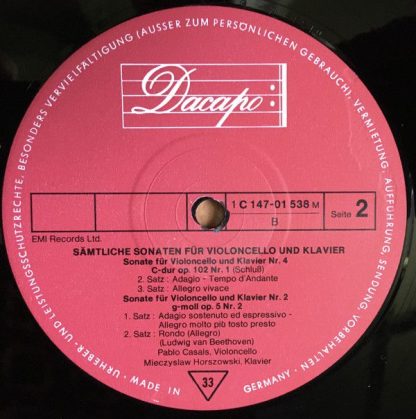 URHEBER- UND LEISTUNGSSCHUTZRECHTE, BESONDERS VERVIELFÄLTIGUNG (AUSSER ZUM PERSÖNLICHEN GEBRAUCH), VERMIETUNG, AUFFÜHRUNG, SENDUNG, VORBEHALTEN · MADE IN GERMANY ·
Dacapo
1 C 147-01 538 M
B
Seite 2
EMI Records Ltd.
SÄMTLICHE SONATEN FÜR VIOLONCELLO UND KLAVIER
Sonate für Violoncello und Klavier Nr. 4
C-dur op. 102 Nr. 1 (Schluß)
2. Satz : Adagio - Tempo d'Andante
3. Satz : Allegro vivace
Sonate für Violoncello und Klavier Nr. 2
g-moll op. 5 Nr. 2
1. Satz : Adagio sostenuto ed espressivo -
Allegro molto più tosto presto
2. Satz : Rondo (Allegro)
(Ludwig van Beethoven)
Pablo Casals, Violoncello
Mieczyslaw Horszowski, Klavier
33